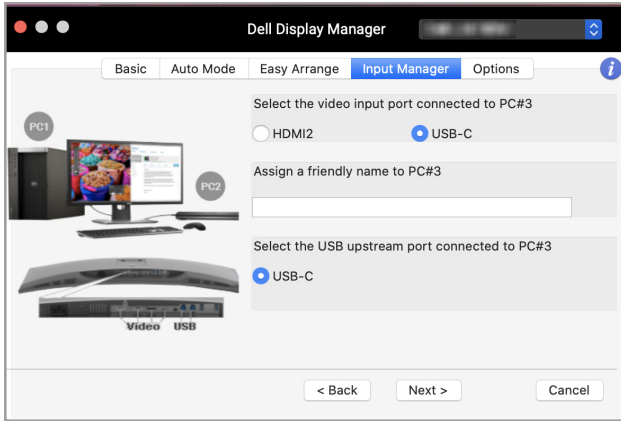 Dell Display Manager
Basic Auto Mode Easy Arrange Input Manager Options
Select the video input port connected to PC#3
HDMI2 USB-C
Assign a friendly name to PC#3
Select the USB upstream port connected to PC#3
USB-C
PC1
PC2
Video USB
< Back Next > Cancel